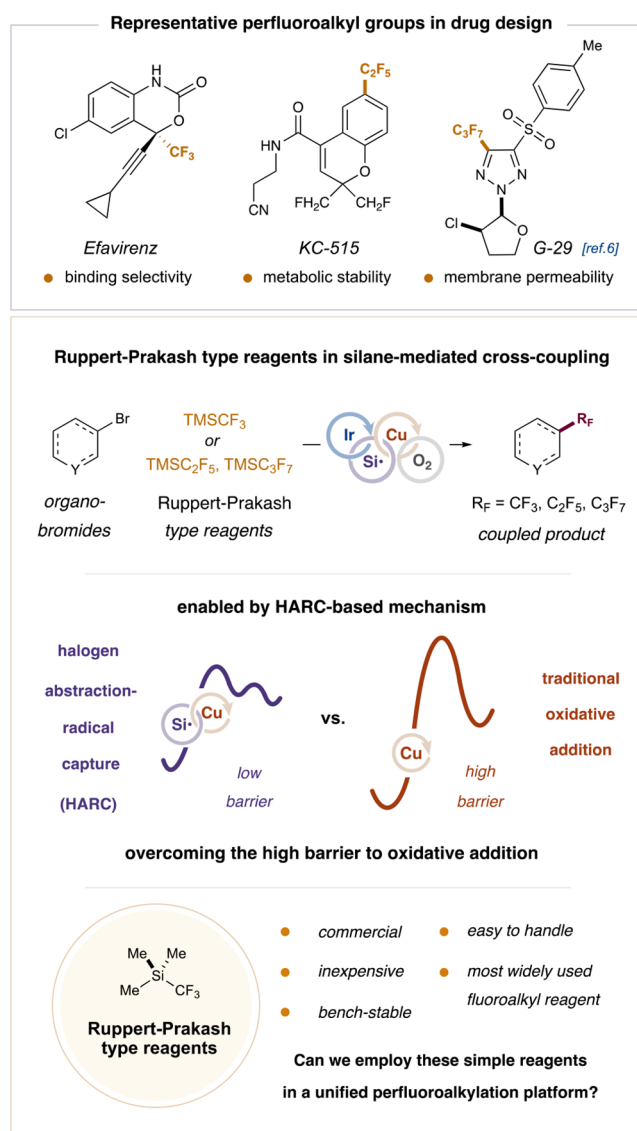 Representative perfluoroalkyl groups in drug design
Me
C2F5
H
N
O
Cl
O
CF3
O
N
H
O
CN
FH2C
CH2F
C3F7
O
S
O
N
N
N
Cl
O
Efavirenz
KC-515
G-29 [ref.6]
binding selectivity
metabolic stability
membrane permeability
Ruppert-Prakash type reagents in silane-mediated cross-coupling
Br
Y
TMSCF3
or
TMSC2F5, TMSC3F7
Ir
Cu
Si•
O2
RF
Y
organo-
bromides
Ruppert-Prakash
type reagents
RF = CF3, C2F5, C3F7
coupled product
enabled by HARC-based mechanism
halogen
abstraction-
radical
capture
(HARC)
Si•
Cu
low
barrier
vs.
Cu
high
barrier
traditional
oxidative
addition
overcoming the high barrier to oxidative addition
Me
Me
Si
Me
CF3
Ruppert-Prakash
type reagents
commercial
inexpensive
bench-stable
easy to handle
most widely used
fluoroalkyl reagent
Can we employ these simple reagents
in a unified perfluoroalkylation platform?